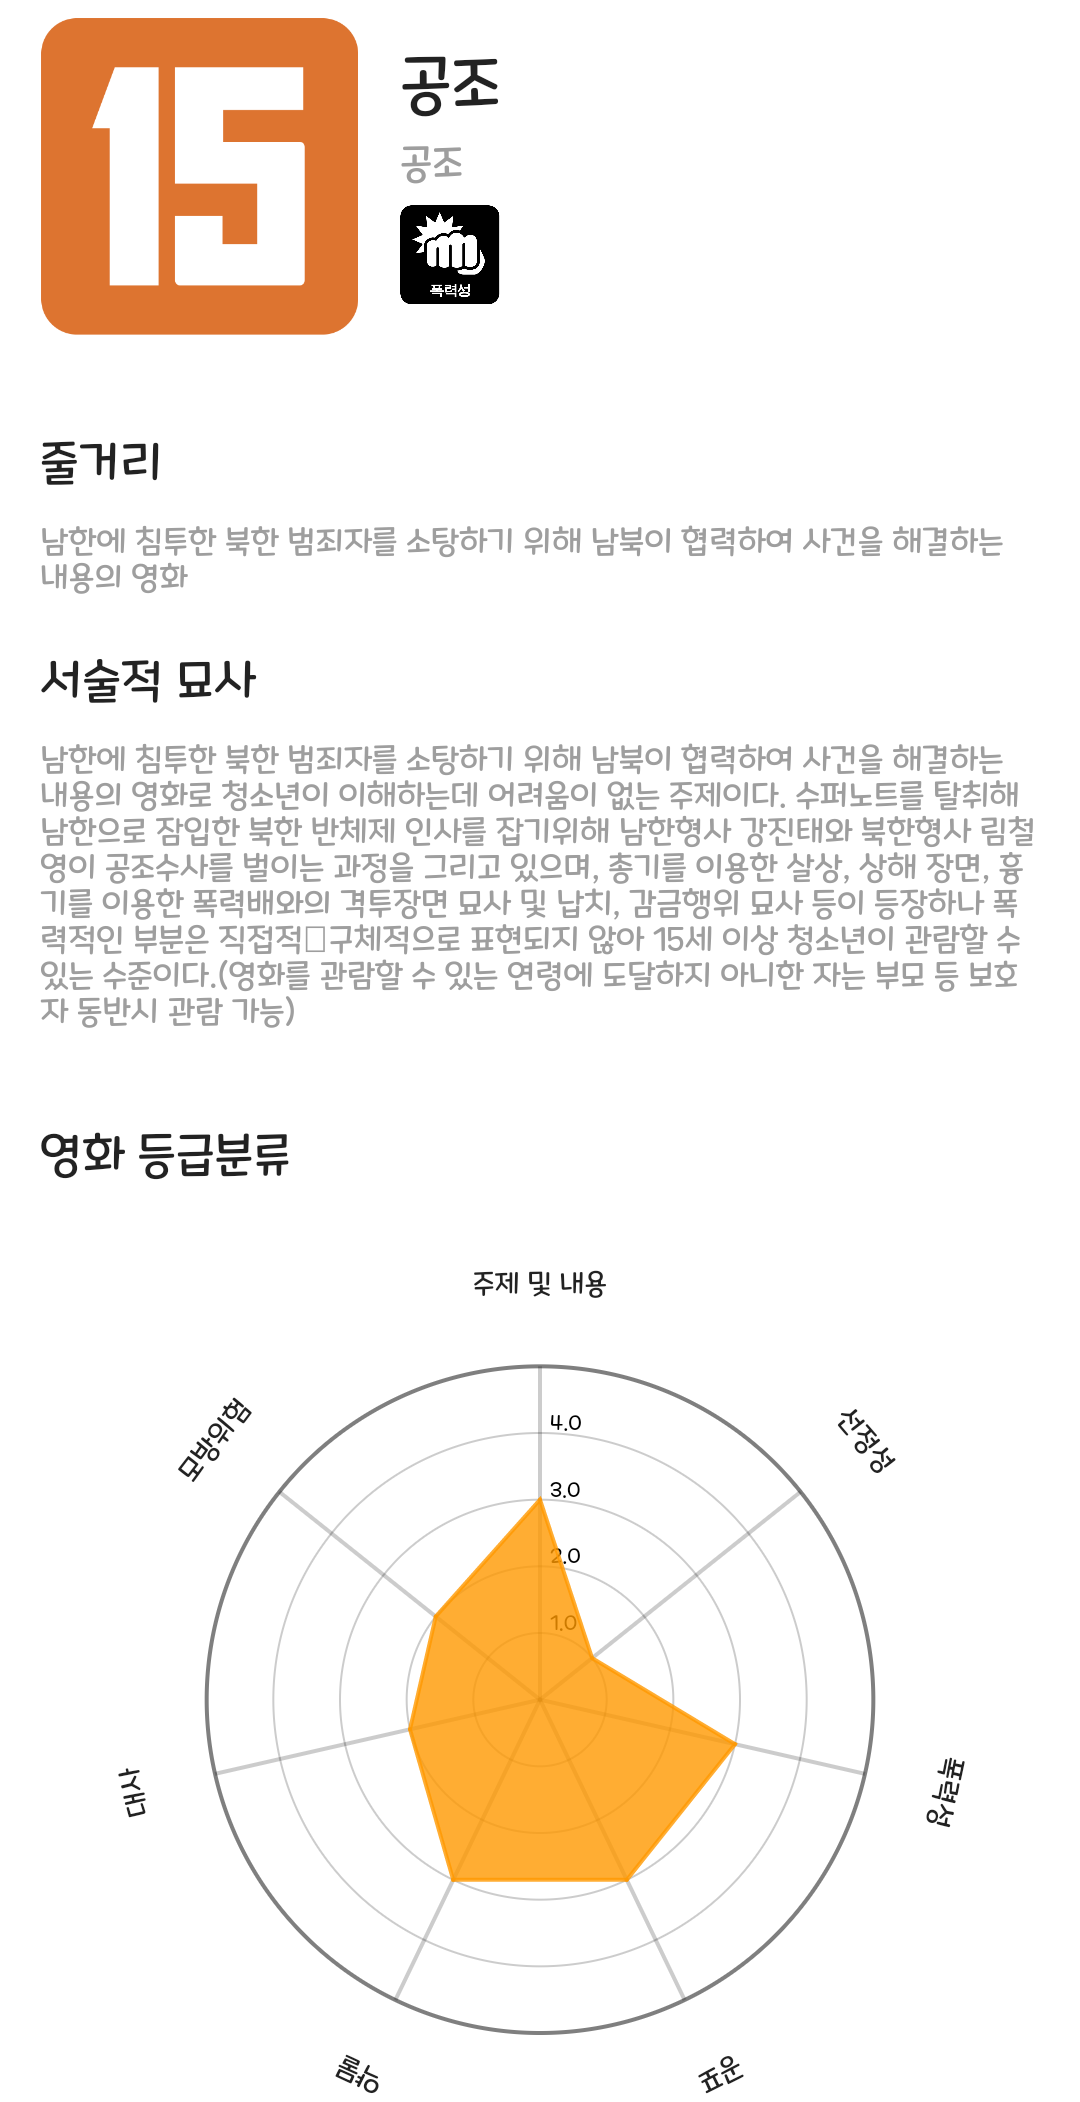 15
공조
공조
폭력성
줄거리
남한에 침투한 북한 범죄자를 소탕하기 위해 남북이 협력하여 사건을 해결하는
내용의 영화
서술적 묘사
남한에 침투한 북한 범죄자를 소탕하기 위해 남북이 협력하여 사건을 해결하는
내용의 영화로 청소년이 이해하는데 어려움이 없는 주제이다. 수퍼노트를 탈취해
남한으로 잠입한 북한 반체제 인사를 잡기위해 남한형사 강진태와 북한형사 림철
영이 공조수사를 벌이는 과정을 그리고 있으며, 총기를 이용한 살상, 상해 장면, 흉
기를 이용한 폭력배와의 격투장면 묘사 및 납치, 감금행위 묘사 등이 등장하나 폭
력적인 부분은 직접적□구체적으로 표현되지 않아 15세 이상 청소년이 관람할 수
있는 수준이다.(영화를 관람할 수 있는 연령에 도달하지 아니한 자는 부모 등 보호
자 동반시 관람 가능)
영화 등급분류
주제 및 내용
모방위험
선정성
4.0
3.0
2.0
1.0
대사
폭력성
약물
공포